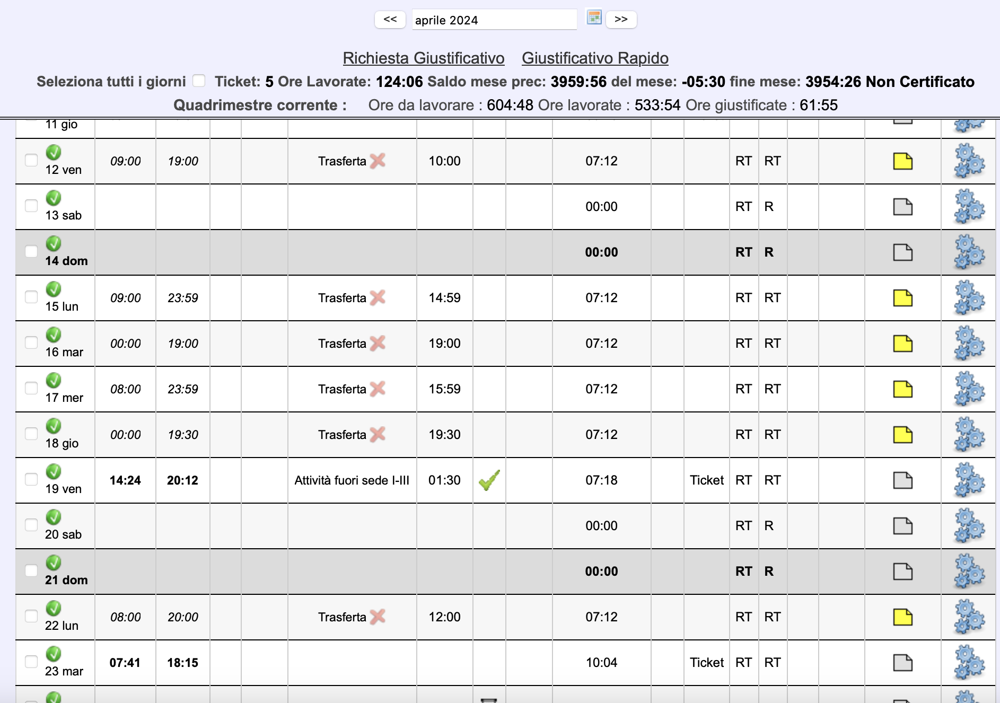 << aprile 2024 >>
Richiesta Giustificativo Giustificativo Rapido
Seleziona tutti i giorni Ticket: 5 Ore Lavorate: 124:06 Saldo mese prec: 3959:56 del mese: -05:30 fine mese: 3954:26 Non Certificato
Quadrimestre corrente : Ore da lavorare : 604:48 Ore lavorate : 533:54 Ore giustificate : 61:55
11 gio
12 ven 09:00 19:00 Trasferta 10:00 07:12 RT RT
13 sab 00:00 RT R
14 dom 00:00 RT R
15 lun 09:00 23:59 Trasferta 14:59 07:12 RT RT
16 mar 00:00 19:00 Trasferta 19:00 07:12 RT RT
17 mer 08:00 23:59 Trasferta 15:59 07:12 RT RT
18 gio 00:00 19:30 Trasferta 19:30 07:12 RT RT
19 ven 14:24 20:12 Attività fuori sede I-III 01:30 07:18 Ticket RT RT
20 sab 00:00 RT R
21 dom 00:00 RT R
22 lun 08:00 20:00 Trasferta 12:00 07:12 RT RT
23 mar 07:41 18:15 10:04 Ticket RT RT